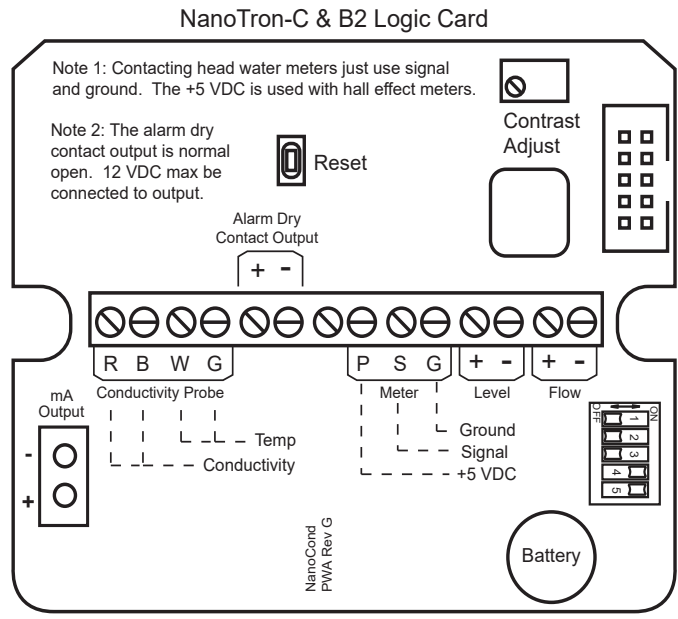 NanoTron-C & B2 Logic Card
Note 1: Contacting head water meters just use signal
and ground. The +5 VDC is used with hall effect meters.
Note 2: The alarm dry
contact output is normal
open. 12 VDC max be
connected to output.
Reset
Contrast
Adjust
Alarm Dry
Contact Output
+ -
R B W G
P S G
+ -
+ -
Conductivity Probe
Meter
Level
Flow
mA
Output
-
+
Temp
Conductivity
Ground
Signal
+5 VDC
OFF
ON
1
2
3
4
5
NanoCond
PWA Rev G
Battery